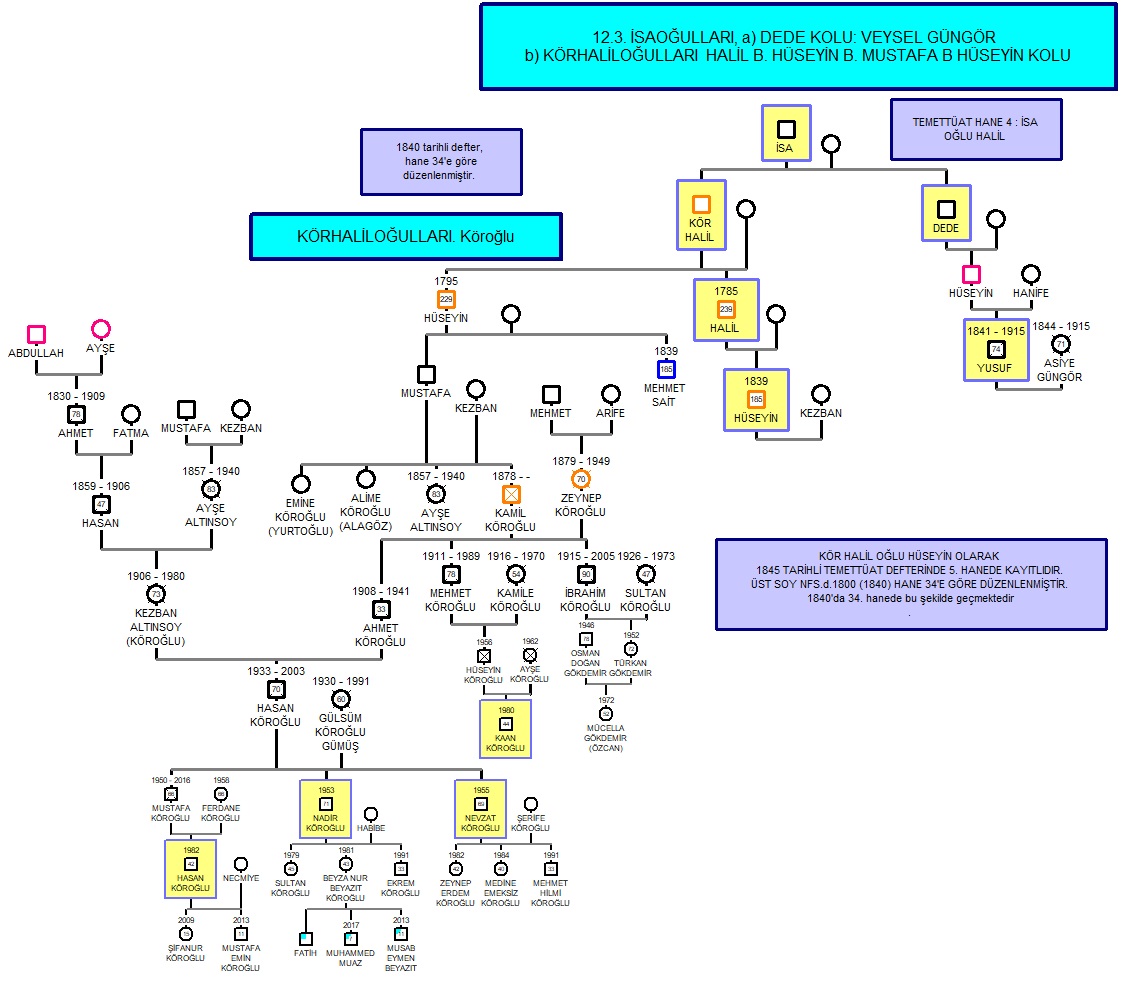 12.3. İSAOĞULLARI, a) DEDE KOLU: VEYSEL GÜNGÖR
b) KÖRHALİLOĞULLARI HALİL B. HÜSEYİN B. MUSTAFA B HÜSEYİN KOLU
TEMETTÜAT HANE 4 : İSA
OĞLU HALİL
1840 tarihli defter,
hane 34'e göre
düzenlenmiştir.
KÖRHALİLOĞULLARI. Köroğlu
İSA
KÖR
HALİL
DEDE
1795
229
HÜSEYİN
1785
239
HALİL
HÜSEYİN
HANİFE
1841 - 1915
74
YUSUF
1844 - 1915
71
ASİYE
GÜNGÖR
ABDULLAH
AYŞE
MUSTAFA
KEZBAN
1839
185
MEHMET
SAİT
1839
185
HÜSEYİN
KEZBAN
1830 - 1909
78
AHMET
FATMA
MUSTAFA
KEZBAN
MEHMET
ARİFE
1859 - 1906
47
HASAN
1857 - 1940
83
AYŞE
ALTINSOY
EMİNE
KÖROĞLU
(YURTOĞLU)
ALİME
KÖROĞLU
(ALAGÖZ)
1857 - 1940
83
AYŞE
ALTINSOY
1878 - -
KAMİL
KÖROĞLU
1879 - 1949
70
ZEYNEP
KÖROĞLU
1906 - 1980
73
KEZBAN
ALTINSOY
(KÖROĞLU)
1908 - 1941
33
AHMET
KÖROĞLU
1911 - 1989
78
MEHMET
KÖROĞLU
1916 - 1970
54
KAMİLE
KÖROĞLU
1915 - 2005
90
İBRAHİM
KÖROĞLU
1926 - 1973
47
SULTAN
KÖROĞLU
KÖR HALİL OĞLU HÜSEYİN OLARAK
1845 TARİHLİ TEMETTÜAT DEFTERİNDE 5. HANEDE KAYITLIDIR.
ÜST SOY NFS.d.1800 (1840) HANE 34'E GÖRE DÜZENLENMİŞTİR.
1840'da 34. hanede bu şekilde geçmektedir
.
1956
HÜSEYİN
KÖROĞLU
1962
AYŞE
KÖROĞLU
1946
78
OSMAN
DOĞAN
GÖKDEMİR
1952
72
TÜRKAN
GÖKDEMİR
1980
44
KAAN
KÖROĞLU
1972
52
MÜCELLA
GÖKDEMİR
(ÖZCAN)
1933 - 2003
70
HASAN
KÖROĞLU
1930 - 1991
60
GÜLSÜM
KÖROĞLU
GÜMÜŞ
1950 - 2016
66
MUSTAFA
KÖROĞLU
1958
66
FERDANE
KÖROĞLU
1953
71
NADİR
KÖROĞLU
HABİBE
1955
69
NEVZAT
KÖROĞLU
ŞERİFE
KÖROĞLU
1982
42
HASAN
KÖROĞLU
NECMİYE
1979
45
SULTAN
KÖROĞLU
1981
43
BEYZA NUR
BEYAZIT
KÖROĞLU
1991
33
EKREM
KÖROĞLU
1982
42
ZEYNEP
ERDEM
KÖROĞLU
1984
40
MEDİNE
EMEKSİZ
KÖROĞLU
1991
33
MEHMET
HİLMİ
KÖROĞLU
2009
15
ŞİFANUR
KÖROĞLU
2013
11
MUSTAFA
EMİN
KÖROĞLU
FATİH
2017
7
MUHAMMED
MUAZ
2013
11
MUSAB
EYMEN
BEYAZIT